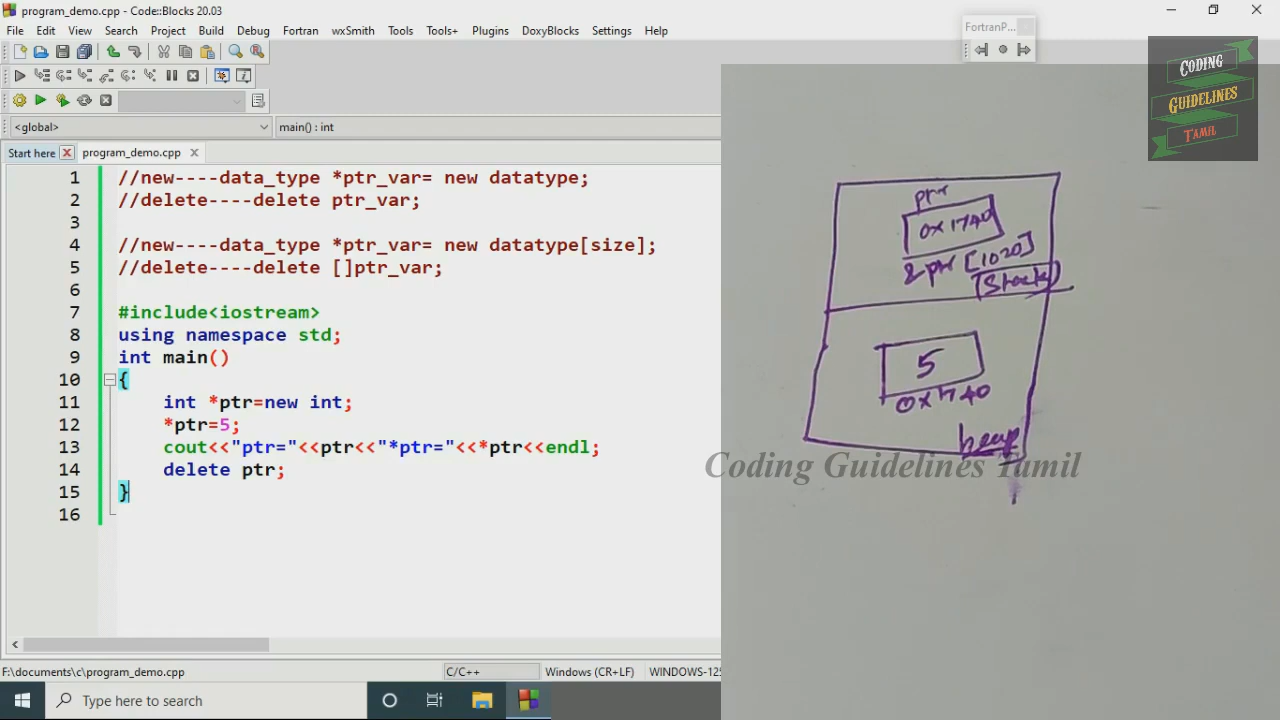 program_demo.cpp - Code::Blocks 20.03
File Edit View Search Project Build Debug Fortran wxSmith Tools Tools+ Plugins DoxyBlocks Settings Help
FortranP...
<global>
main() : int
Start here
program_demo.cpp
1 //new----data_type *ptr_var= new datatype;
2 //delete----delete ptr_var;
3
4 //new----data_type *ptr_var= new datatype[size];
5 //delete----delete []ptr_var;
6
7 #include<iostream>
8 using namespace std;
9 int main()
10 {
11 int *ptr=new int;
12 *ptr=5;
13 cout<<"ptr="<<ptr<<"*ptr="<<*ptr<<endl;
14 delete ptr;
15 }
16
F:\documents\c\program_demo.cpp
C/C++
Windows (CR+LF)
WINDOWS-125
Type here to search
CODING
GUIDELINES
TAMIL
ptr
0x1740
&ptr [1020]
(Stack)
5
0x1740
heap
Coding Guidelines Tamil